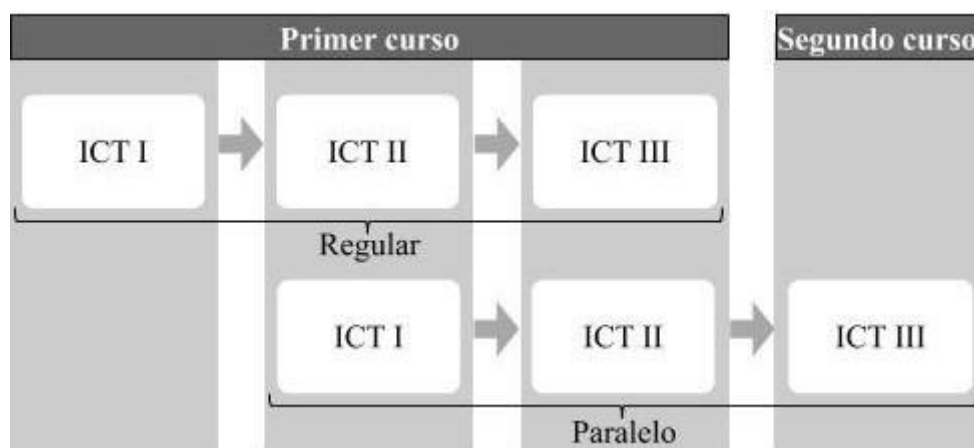 Primer curso
Segundo curso
ICT I
ICT II
ICT III
Regular
ICT I
ICT II
ICT III
Paralelo